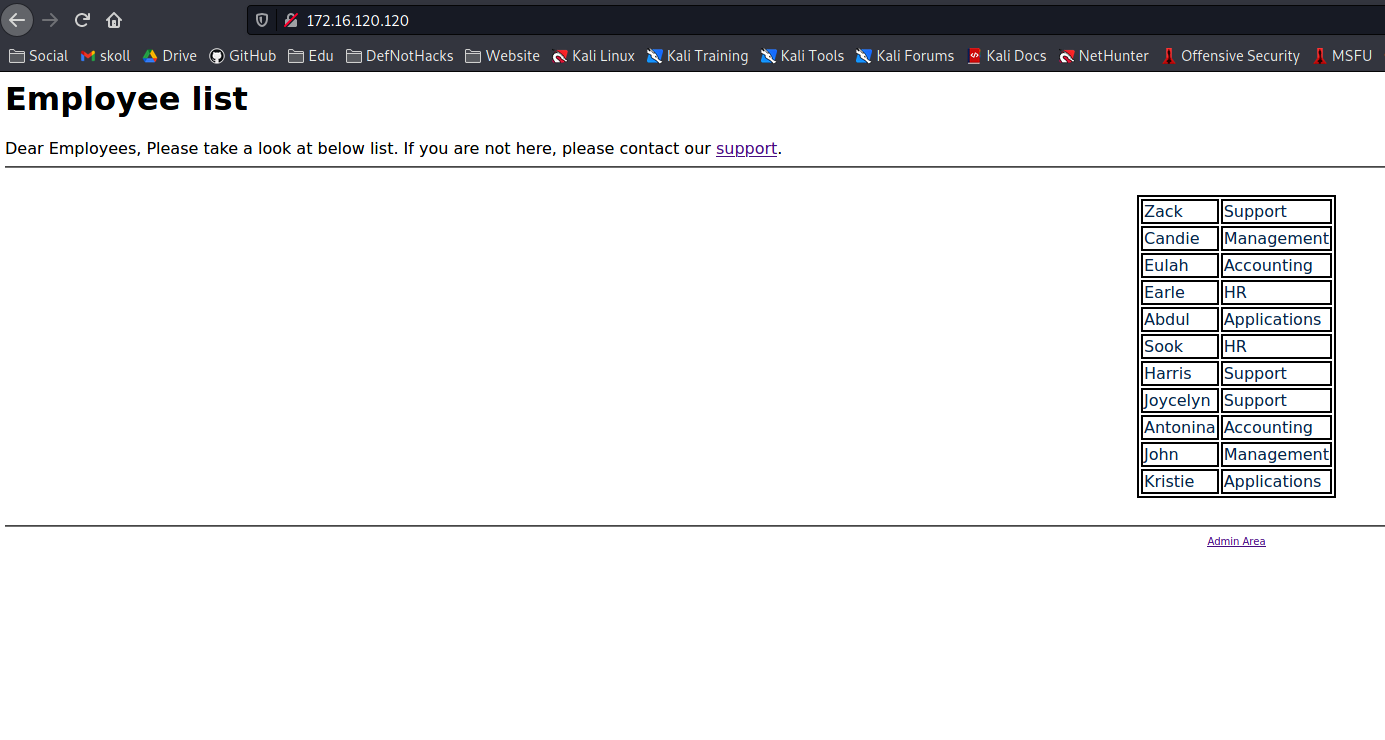 172.16.120.120
Social skoll Drive GitHub Edu DefNotHacks Website Kali Linux Kali Training Kali Tools Kali Forums Kali Docs NetHunter Offensive Security MSFU
Employee list
Dear Employees, Please take a look at below list. If you are not here, please contact our support.
Zack Support
Candie Management
Eulah Accounting
Earle HR
Abdul Applications
Sook HR
Harris Support
Joycelyn Support
Antonina Accounting
John Management
Kristie Applications
Admin Area